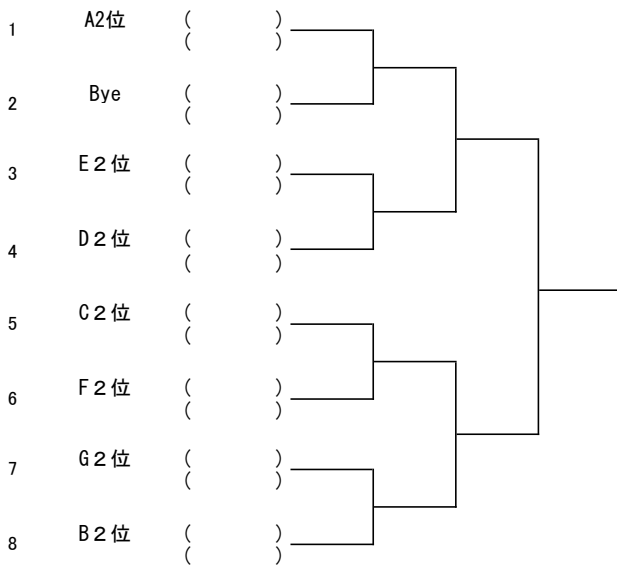 1 A2位 ( )
( )
2 Bye ( )
( )
3 E２位 ( )
( )
4 D２位 ( )
( )
5 C２位 ( )
( )
6 F２位 ( )
( )
7 G２位 ( )
( )
8 B２位 ( )
( )